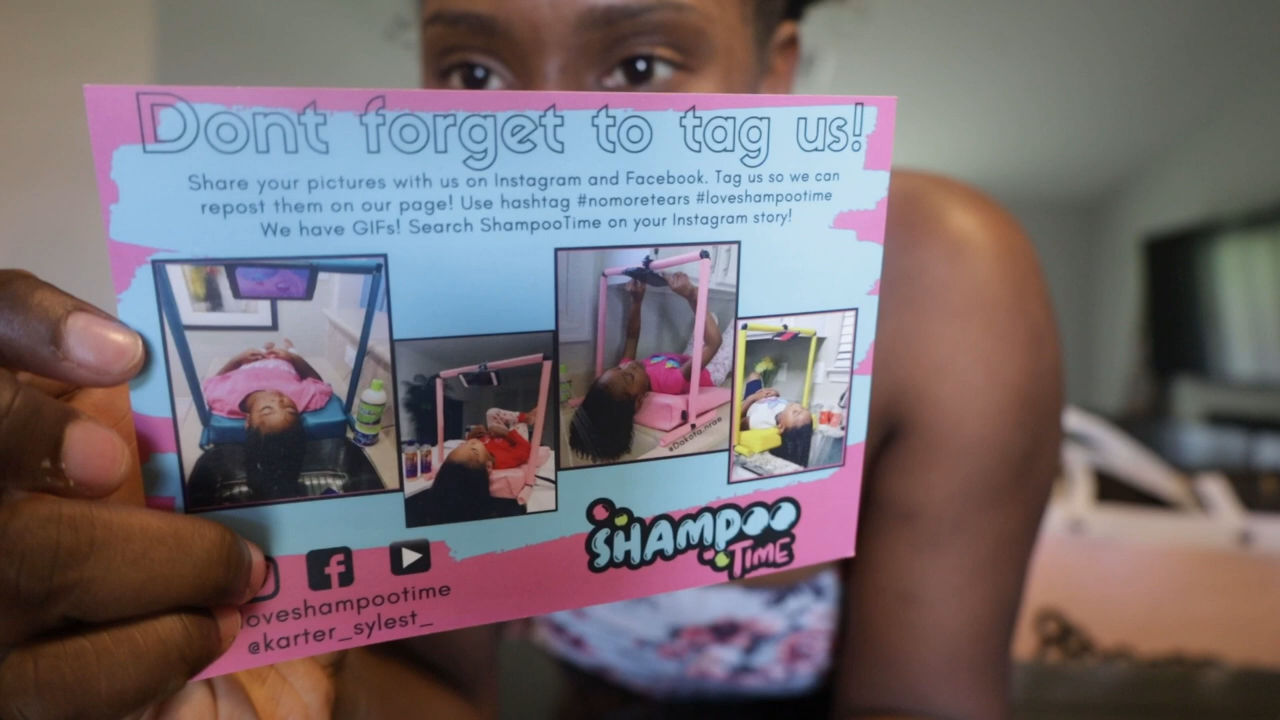 Dont forget to tag us!
Share your pictures with us on Instagram and Facebook. Tag us so we can
repost them on our page! Use hashtag #nomoretears #loveshampootime
We have GIFs! Search ShampooTime on your Instagram story!
#Dakota.nrae
SHAMPOO
TIME
loveshampootime
@karter_sylest_